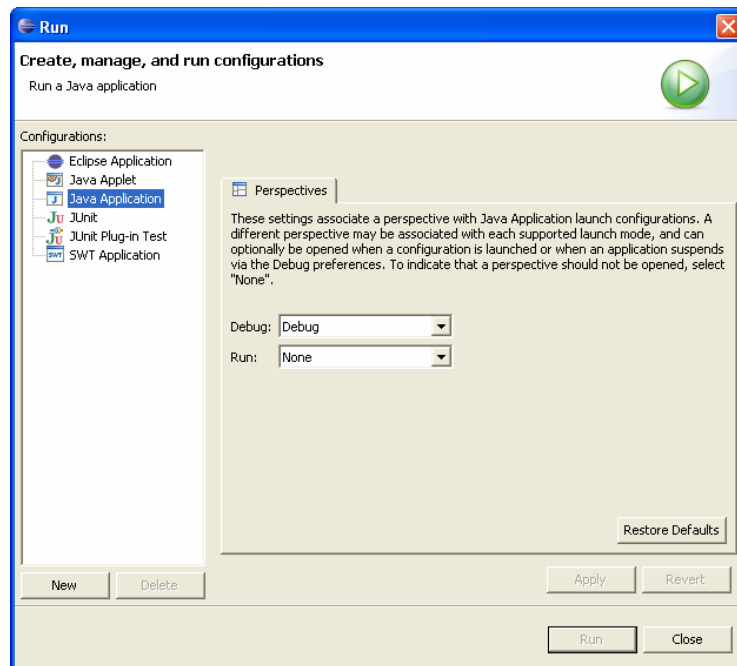 Run
Create, manage, and run configurations
Run a Java application
Configurations:
Eclipse Application
Java Applet
Java Application
JUnit
JUnit Plug-in Test
SWT Application
Perspectives
These settings associate a perspective with Java Application launch configurations. A
different perspective may be associated with each supported launch mode, and can
optionally be opened when a configuration is launched or when an application suspends
via the Debug preferences. To indicate that a perspective should not be opened, select
"None".
Debug: Debug
Run: None
Restore Defaults
New Delete Apply Revert
Run Close